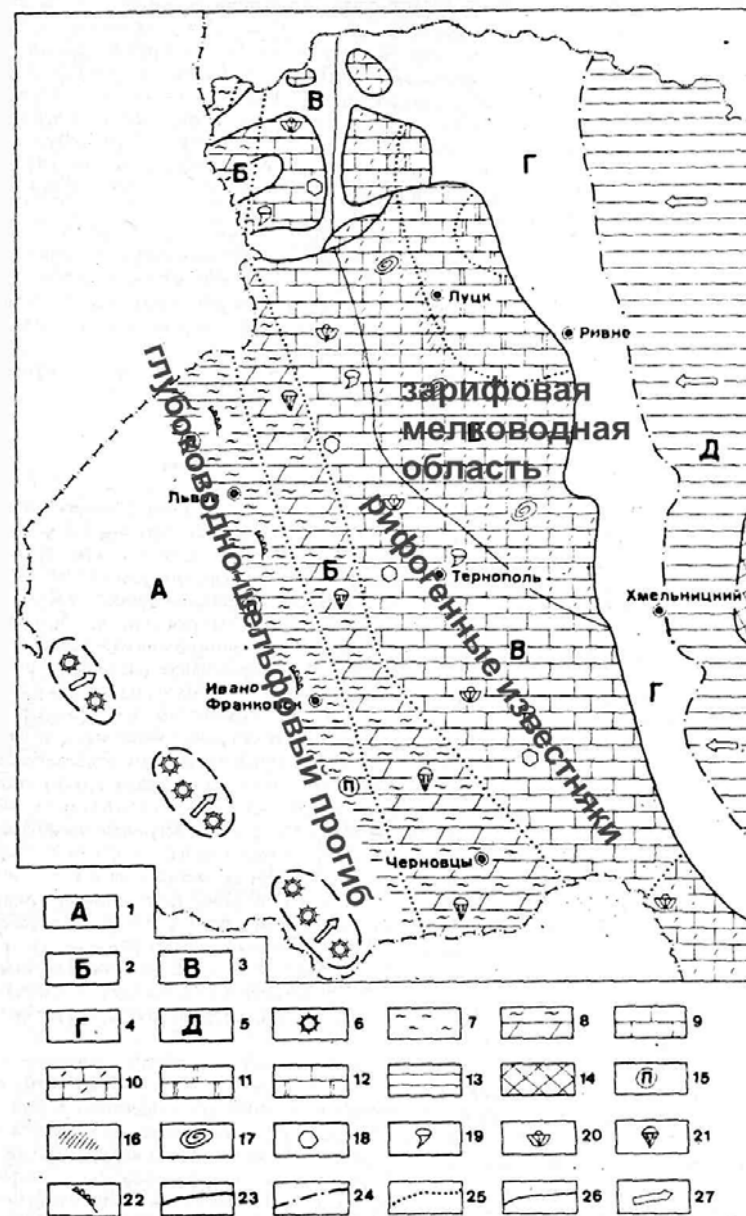 В
Г
Б
Луцк
Ривне
зарифовая
мелководная
область
В
Д
Львов
глубоководно-шельфовый прогиб
рифогенные известняки
А
Б
Тернополь
Хмельницкий
В
Г
Ивано
Франковск
П
Черновцы
А 1
Б 2 В 3
Г 4 Д 5 6 7 8 9
10 11 12 13 14 П 15
16 17 18 19 20 21
22 23 24 25 26 27